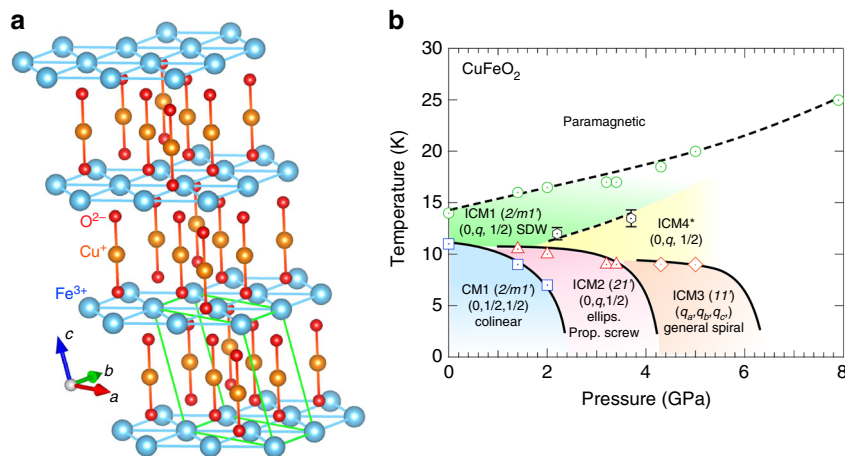 a
O2–
Cu+
Fe3+
c
b
a
b
30
25
20
15
10
5
0
Temperature (K)
CuFeO2
Paramagnetic
ICM1 (2/m1′)
(0,q, 1/2) SDW
ICM4*
(0,q, 1/2)
CM1 (2/m1′)
(0,1/2,1/2)
colinear
ICM2 (21′)
(0,q,1/2)
ellips.
Prop. screw
ICM3 (11′)
(qa, qb, qc,)
general spiral
0 2 4 6 8
Pressure (GPa)